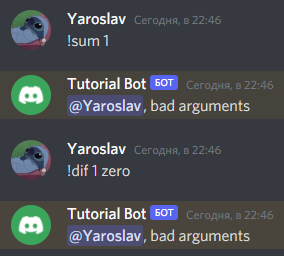 Yaroslav Сегодня, в 22:46
!sum 1
Tutorial Bot БОТ Сегодня, в 22:46
@Yaroslav, bad arguments
Yaroslav Сегодня, в 22:46
!dif 1 zero
Tutorial Bot БОТ Сегодня, в 22:46
@Yaroslav, bad arguments